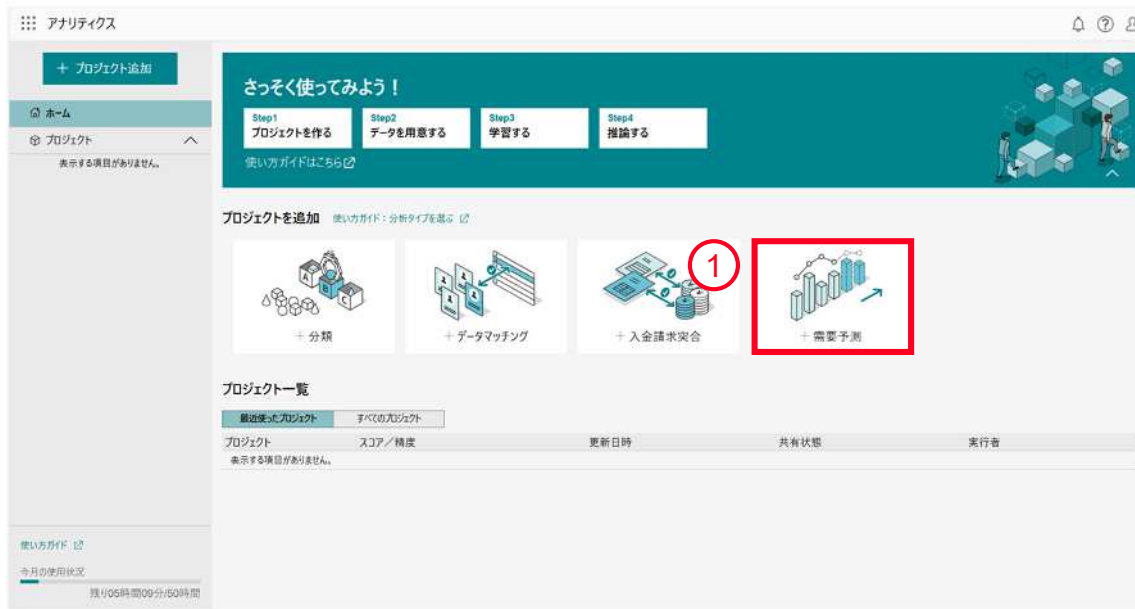 アナリティクス
+ プロジェクト追加
ホーム
プロジェクト
表示する項目がありません。
さっそく使ってみよう！
Step1 Step2 Step3 Step4
プロジェクトを作る データを用意する 学習する 推論する
使い方ガイドはこちら
プロジェクトを追加 使い方ガイド：分析タイプを選ぶ
1
A B C
+ 分類 + データマッチング + 入金請求突合 + 需要予測
プロジェクト一覧
最近使ったプロジェクト すべてのプロジェクト
プロジェクト スコア／精度 更新日時 共有状態 実行者
表示する項目がありません。
使い方ガイド
今月の使用状況
残り05時間09分/50時間